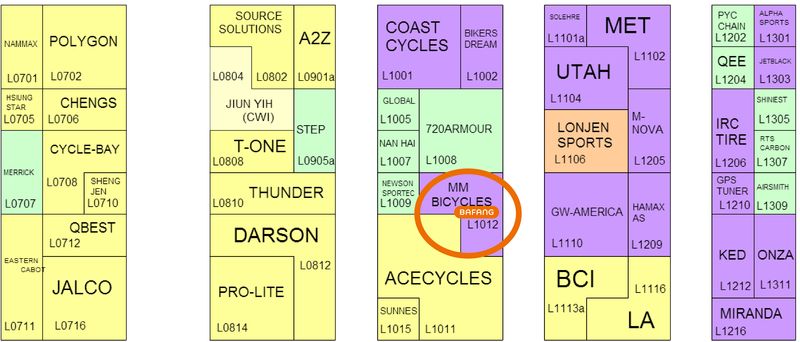 NAMMAX
L0701
POLYGON
L0702
HSIUNG
STAR
L0705
CHENGS
L0706
MERRICK
L0707
CYCLE-BAY
L0708
SHENG
JEN
L0710
QBEST
L0712
EASTERN
CABOT
L0711
JALCO
L0716
SOURCE
SOLUTIONS
L0802
L0804
JIUN YIH
(CWI)
A2Z
L0901a
STEP
L0905a
T-ONE
L0808
THUNDER
L0810
DARSON
L0812
PRO-LITE
L0814
COAST
CYCLES
L1001
BIKERS
DREAM
L1002
GLOBAL
L1005
NAN HAI
L1007
720ARMOUR
L1008
NEWSON
SPORTEC
L1009
MM
BICYCLES
BAFANG
L1012
ACECYCLES
L1011
SUNNES
L1015
SOLEHRE
L1101a
MET
L1102
UTAH
L1104
LONJEN
SPORTS
L1106
M-
NOVA
L1205
GW-AMERICA
L1110
HAMAX
AS
L1209
BCI
L1113a
L1116
LA
PYC
CHAIN
L1202
ALPHA
SPORTS
L1301
QEE
L1204
JETBLACK
L1303
IRC
TIRE
L1206
SHINEST
L1305
RTS
CARBON
L1307
GPS
TUNER
L1210
AIRSMITH
L1309
KED
L1212
ONZA
L1311
MIRANDA
L1216